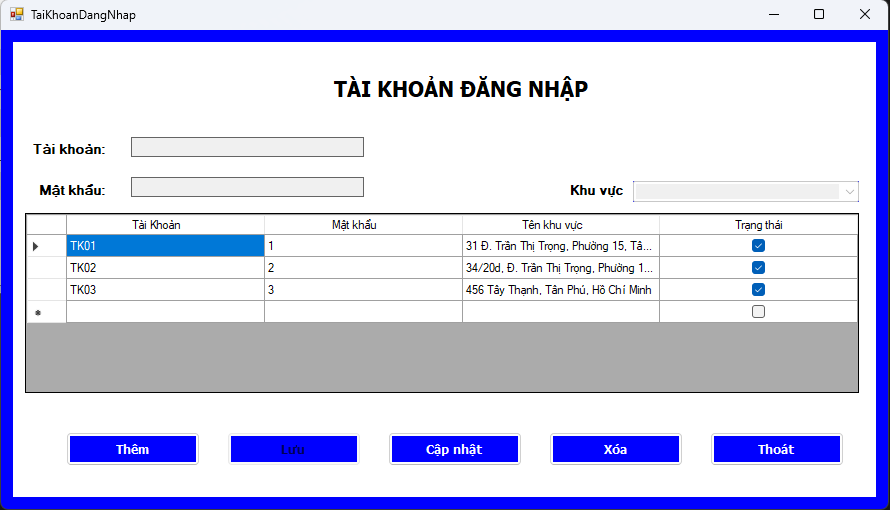 TaiKhoanDangNhap
TÀI KHOẢN ĐĂNG NHẬP
Tài khoản:
Mật khẩu:
Khu vực
Tài Khoản Mật khẩu Tên khu vực Trạng thái
TK01 1 31 Đ. Trần Thị Trọng, Phường 15, Tâ...
TK02 2 34/20d, Đ. Trần Thị Trọng, Phường 1...
TK03 3 456 Tây Thạnh, Tân Phú, Hồ Chí Minh
Thêm Lưu Cập nhật Xóa Thoát